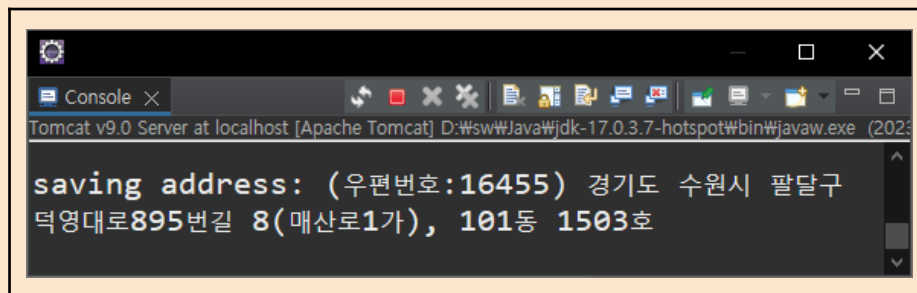 Console
Tomcat v9.0 Server at localhost [Apache Tomcat] D:₩sw₩Java₩jdk-17.0.3.7-hotspot₩bin₩javaw.exe (2023
saving address: (우편번호:16455) 경기도 수원시 팔달구
덕영대로895번길 8(매산로1가), 101동 1503호